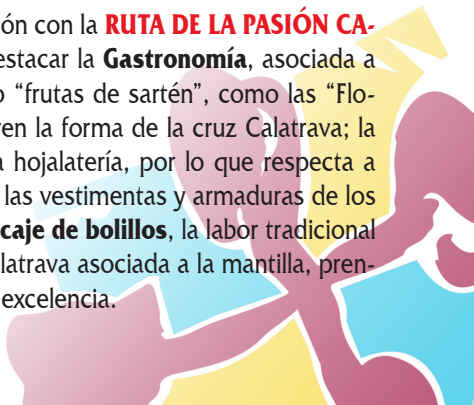 ón con la RUTA DE LA PASIÓN CA-
estacar la Gastronomía, asociada a
o “frutas de sartén”, como las “Flo-
ren la forma de la cruz Calatrava; la
a hojalatería, por lo que respecta a
las vestimentas y armaduras de los
caje de bolillos, la labor tradicional
latrava asociada a la mantilla, pren-
excelencia.